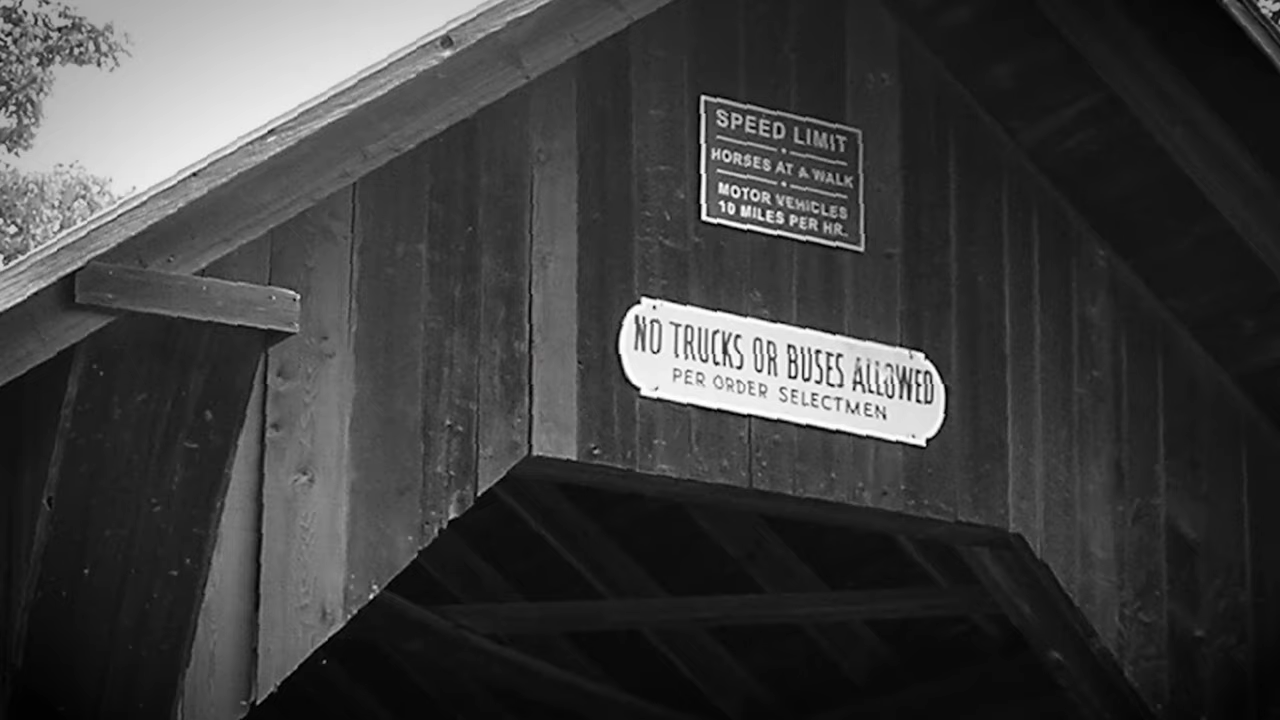 SPEED LIMIT
HORSES AT A WALK
MOTOR VEHICLES
10 MILES PER HR.
NO TRUCKS OR BUSES ALLOWED
PER ORDER SELECTMEN